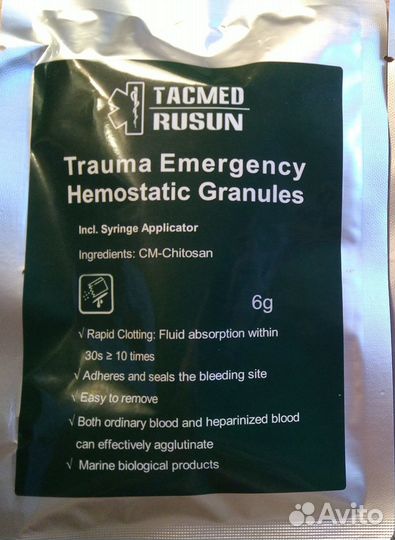 TACMED
RUSUN
Trauma Emergency
Hemostatic Granules
Incl. Syringe Applicator
Ingredients: CM-Chitosan
6g
√ Rapid Clotting: Fluid absorption within
30s ≥ 10 times
√ Adheres and seals the bleeding site
√ Easy to remove
√ Both ordinary blood and heparinized blood
can effectively agglutinate
√ Marine biological products
Avito